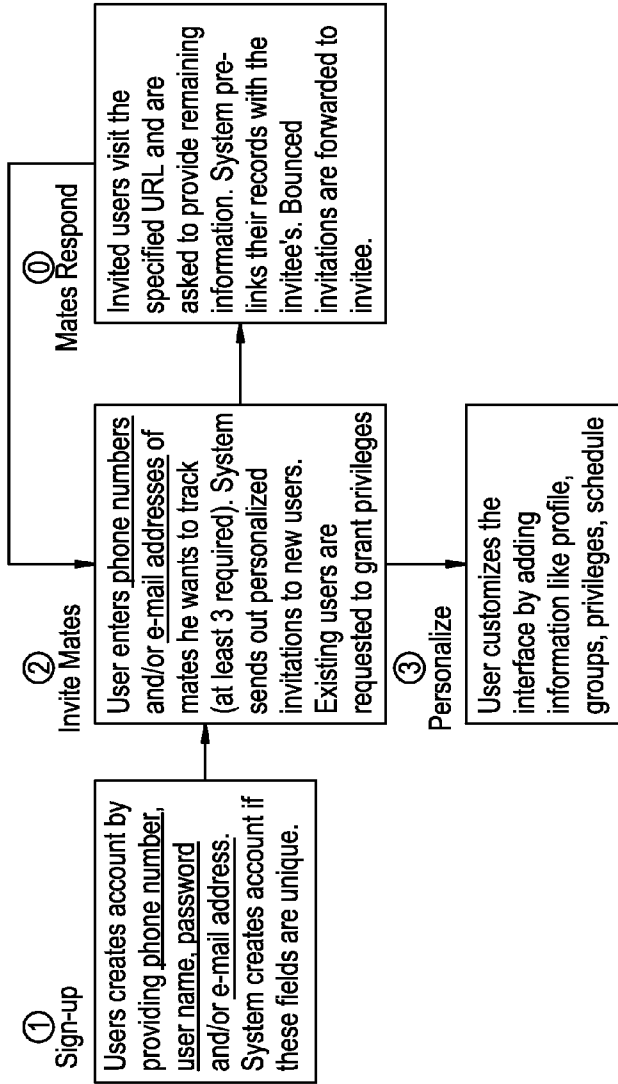 ①
Sign-up
Users creates account by
providing phone number,
user name, password
and/or e-mail address.
System creates account if
these fields are unique.
②
Invite Mates
User enters phone numbers
and/or e-mail addresses of
mates he wants to track
(at least 3 required). System
sends out personalized
invitations to new users.
Existing users are
requested to grant privileges
⓪
Mates Respond
Invited users visit the
specified URL and are
asked to provide remaining
information. System pre-
links their records with the
invitee's. Bounced
invitations are forwarded to
invitee.
③
Personalize
User customizes the
interface by adding
information like profile,
groups, privileges, schedule